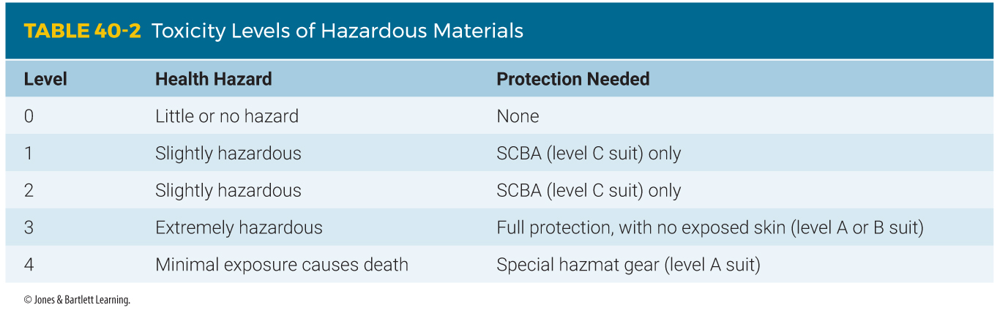 TABLE 40-2 Toxicity Levels of Hazardous Materials
Level Health Hazard Protection Needed
0 Little or no hazard None
1 Slightly hazardous SCBA (level C suit) only
2 Slightly hazardous SCBA (level C suit) only
3 Extremely hazardous Full protection, with no exposed skin (level A or B suit)
4 Minimal exposure causes death Special hazmat gear (level A suit)
© Jones & Bartlett Learning.